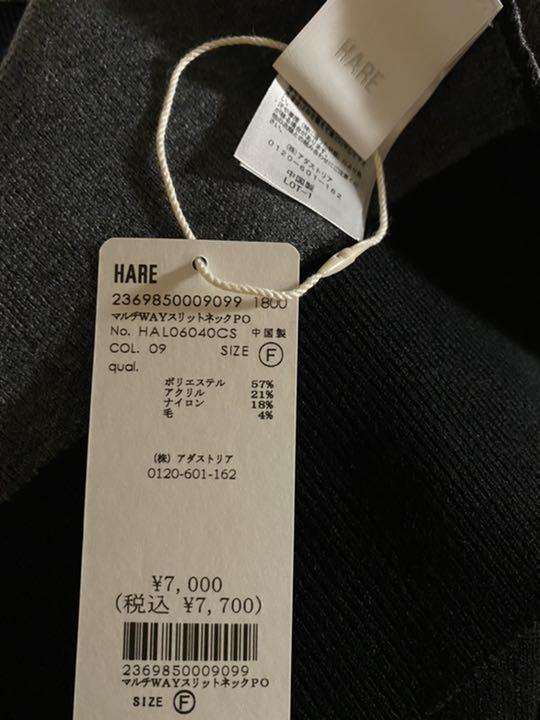 HARE
さい。
(株)アダストリア
0120-601-162
中国製
LOT-1
HARE
2369850009099 1800
マルチWAYスリットネックPO
No. HAL06040CS 中国製
COL. 09 SIZE F
qual.
ポリエステル 57%
アクリル 21%
ナイロン 18%
毛 4%
(株) アダストリア
0120-601-162
¥7,000
(税込 ¥7,700)
2369850009099
マルチWAYスリットネックPO
SIZE F